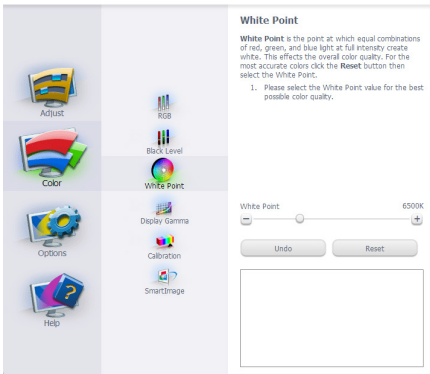 Adjust
Color
Options
Help
RGB
Black Level
White Point
Display Gamma
Calibration
SmartImage
White Point
White Point is the point at which equal combinations
of red, green, and blue light at full intensity create
white. This effects the overall color quality. For the
most accurate colors click the Reset button then
select the White Point.
1. Please select the White Point value for the best
possible color quality.
White Point 6500K
Undo Reset